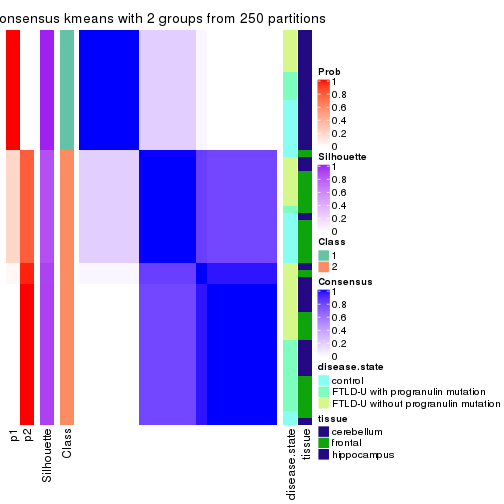 onsensus kmeans with 2 groups from 250 partitions
Prob
1
0.8
0.6
0.4
0.2
0
Silhouette
1
0.8
0.6
0.4
0.2
0
Class
1
2
Consensus
1
0.8
0.6
0.4
0.2
0
disease.state
control
FTLD-U with progranulin mutation
FTLD-U without progranulin mutation
tissue
cerebellum
frontal
hippocampus
p1
p2
Silhouette
Class
disease.state
tissue